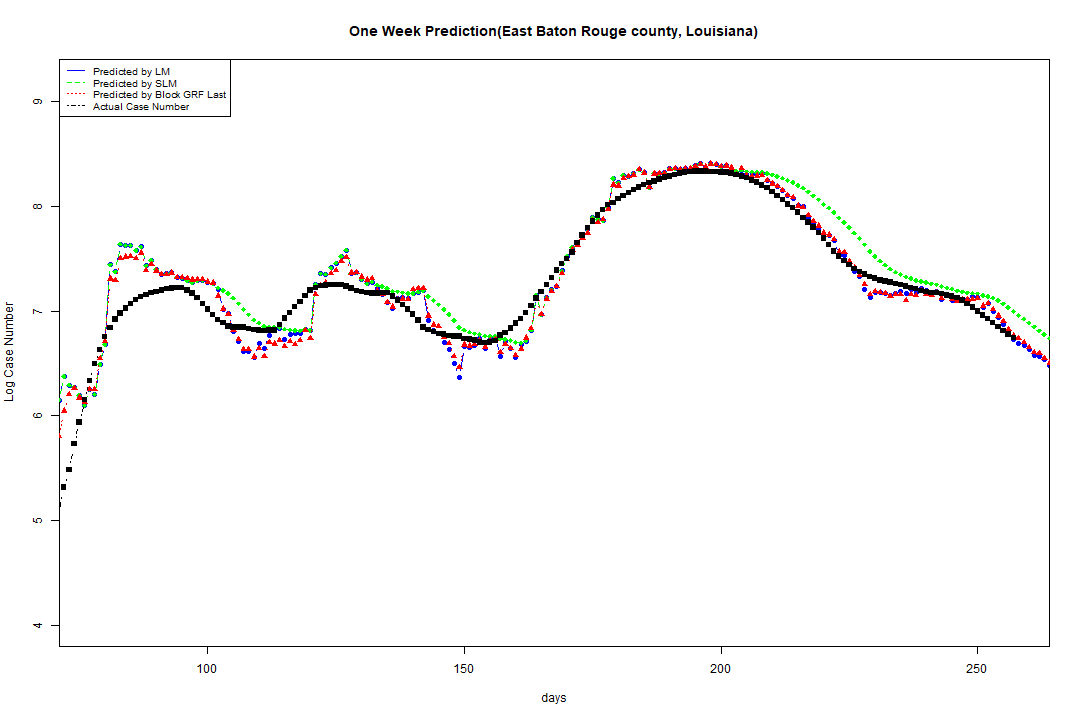 One Week Prediction(East Baton Rouge county, Louisiana)
Predicted by LM
Predicted by SLM
Predicted by Block GRF Last
Actual Case Number
9
8
7
6
5
4
Log Case Number
100 150 200 250
days